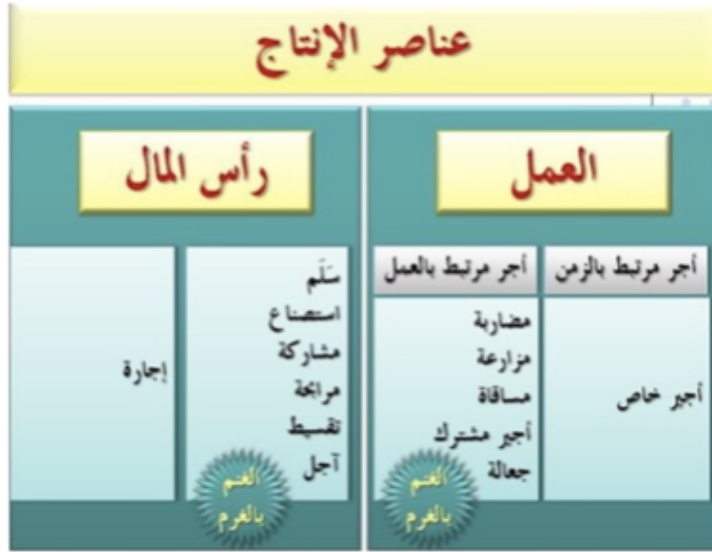 عناصر الإنتاج
العمل
أجر مرتبط بالزمن
أجير خاص
أجر مرتبط بالعمل
مضاربة
مزارعة
مساقاة
أجير مشترك
جعالة
الغنم
بالغرم
رأس المال
سَلَم
استصناع
مشاركة
مرابحة
تقسيط
آجل
الغنم
بالغرم
إجارة